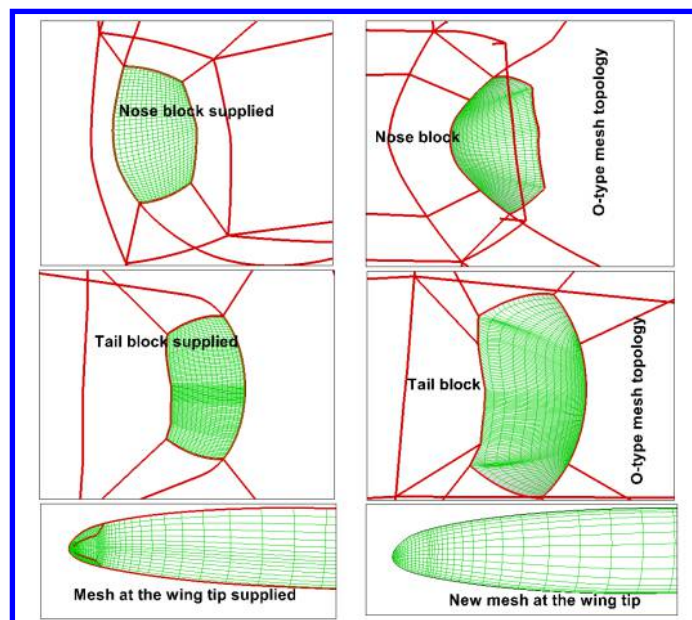 Nose block supplied
Nose block
O-type mesh topology
Tail block supplied
Tail block
O-type mesh topology
Mesh at the wing tip supplied
New mesh at the wing tip